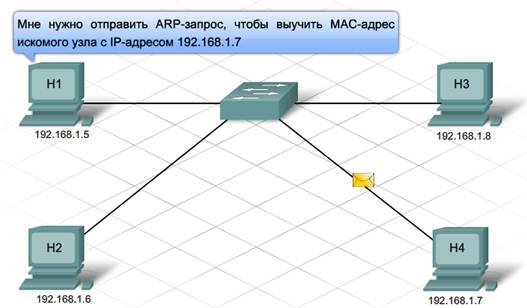 Мне нужно отправить ARP-запрос, чтобы выучить MAC-адрес
искомого узла с IP-адресом 192.168.1.7
H1
192.168.1.5
H3
192.168.1.8
H2
192.168.1.6
H4
192.168.1.7